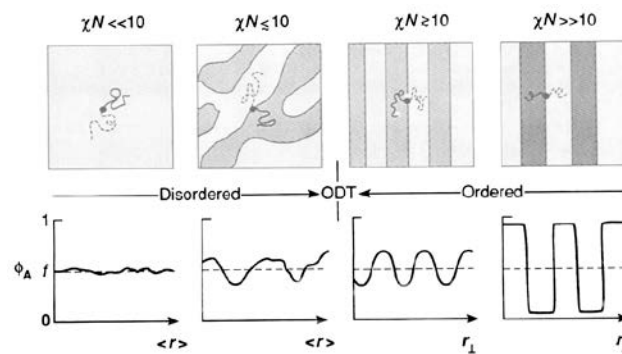 χN <<10 χN ≲ 10 χN ≳ 10 χN >>10
Disordered ODT Ordered
1
ϕA f
0
<r> <r> r⊥ r